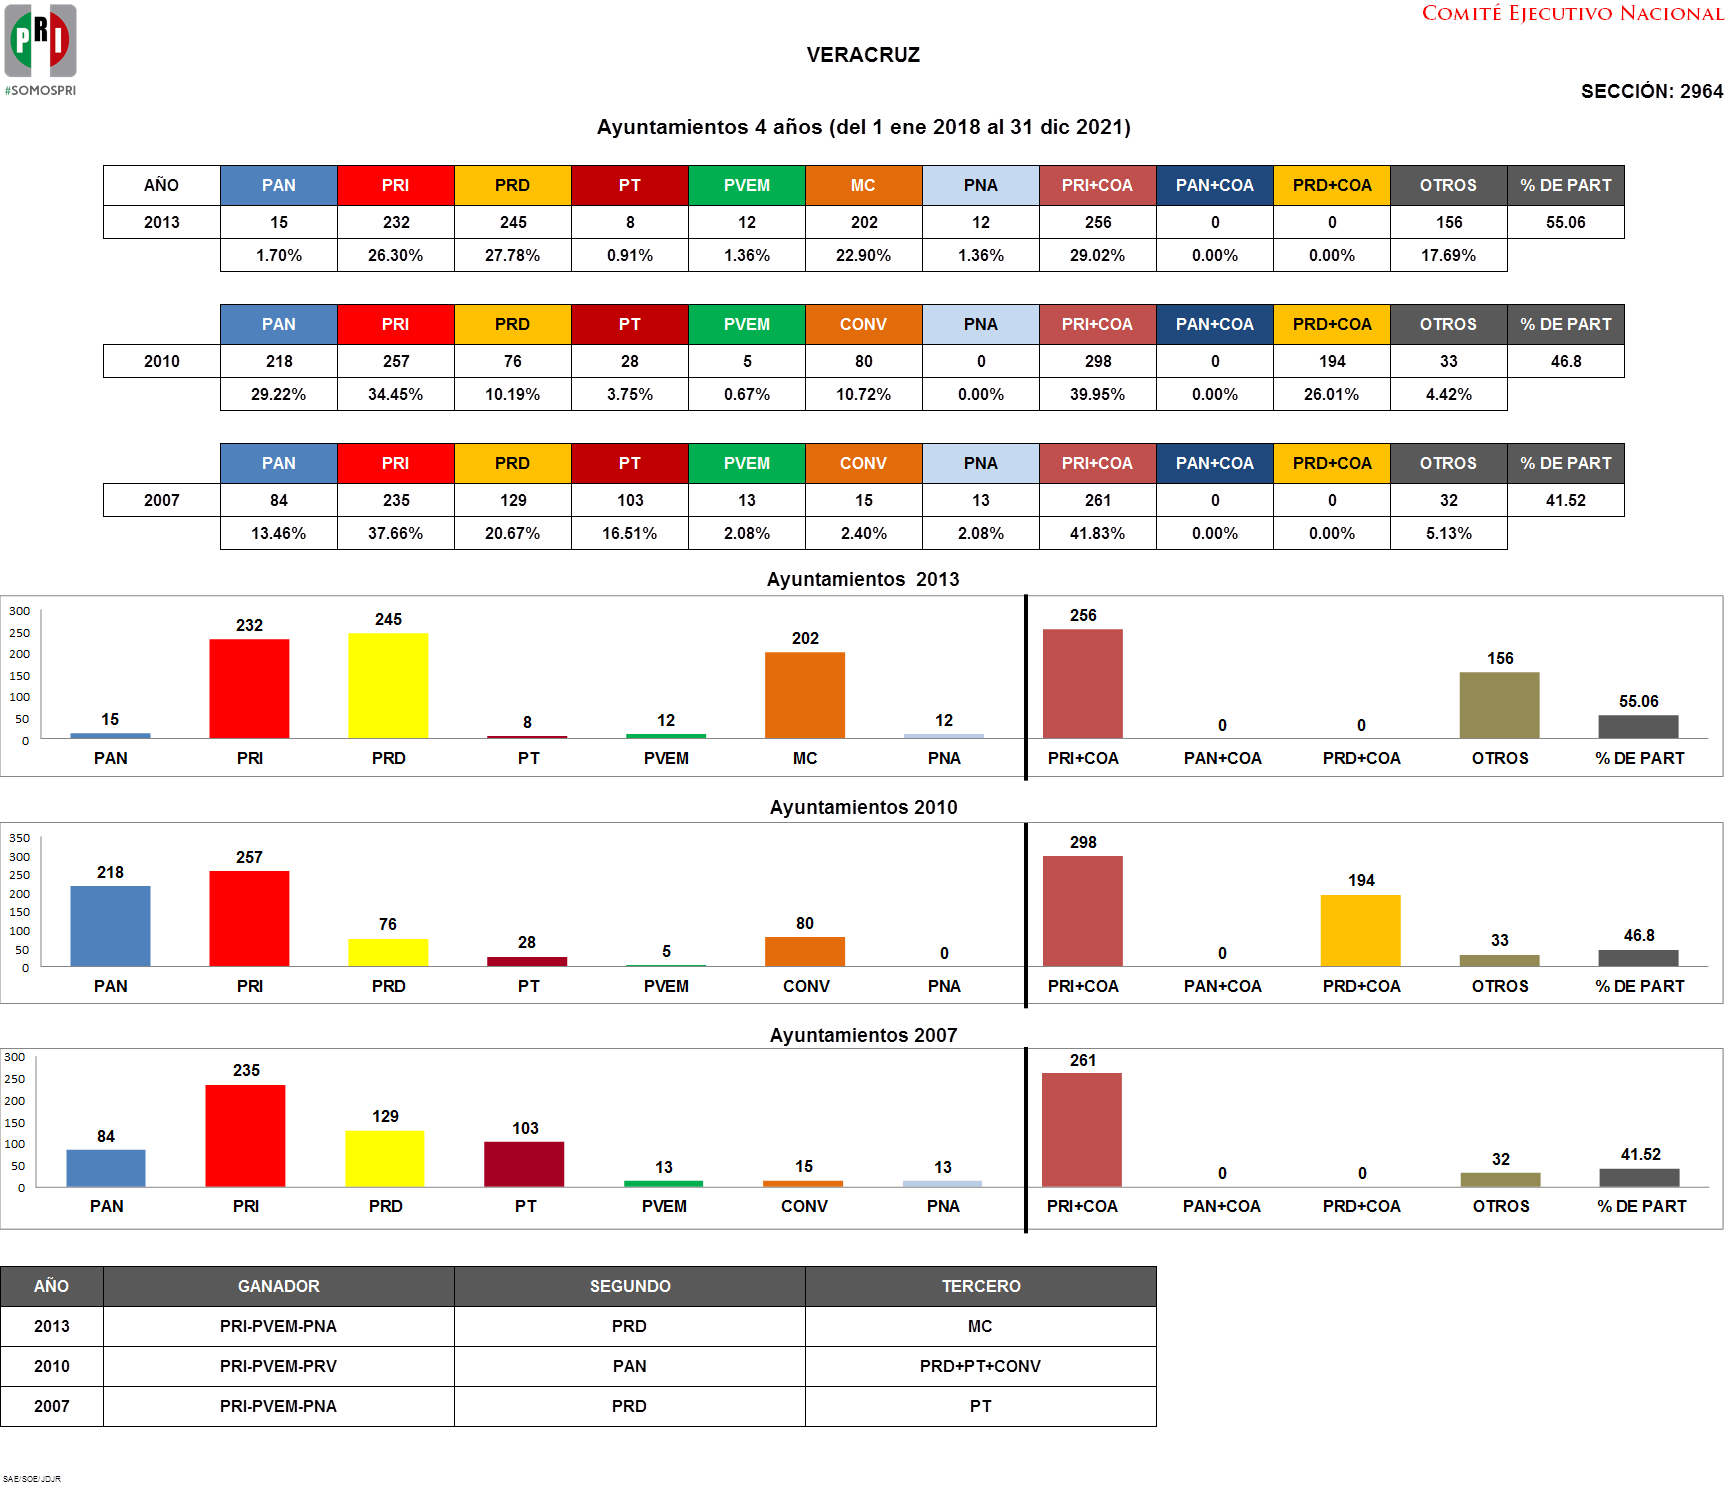 COMITÉ EJECUTIVO NACIONAL
PRI
#SOMOSPRI
VERACRUZ
SECCIÓN: 2964
Ayuntamientos 4 años (del 1 ene 2018 al 31 dic 2021)
AÑO PAN PRI PRD PT PVEM MC PNA PRI+COA PAN+COA PRD+COA OTROS % DE PART
2013 15 232 245 8 12 202 12 256 0 0 156 55.06
1.70% 26.30% 27.78% 0.91% 1.36% 22.90% 1.36% 29.02% 0.00% 0.00% 17.69%
PAN PRI PRD PT PVEM CONV PNA PRI+COA PAN+COA PRD+COA OTROS % DE PART
2010 218 257 76 28 5 80 0 298 0 194 33 46.8
29.22% 34.45% 10.19% 3.75% 0.67% 10.72% 0.00% 39.95% 0.00% 26.01% 4.42%
PAN PRI PRD PT PVEM CONV PNA PRI+COA PAN+COA PRD+COA OTROS % DE PART
2007 84 235 129 103 13 15 13 261 0 0 32 41.52
13.46% 37.66% 20.67% 16.51% 2.08% 2.40% 2.08% 41.83% 0.00% 0.00% 5.13%
Ayuntamientos 2013
300
250
200
150
100
50
0
15 232 245 8 12 202 12 256 0 0 156 55.06
PAN PRI PRD PT PVEM MC PNA PRI+COA PAN+COA PRD+COA OTROS % DE PART
Ayuntamientos 2010
350
300
250
200
150
100
50
0
218 257 76 28 5 80 0 298 0 194 33 46.8
PAN PRI PRD PT PVEM CONV PNA PRI+COA PAN+COA PRD+COA OTROS % DE PART
Ayuntamientos 2007
300
250
200
150
100
50
0
84 235 129 103 13 15 13 261 0 0 32 41.52
PAN PRI PRD PT PVEM CONV PNA PRI+COA PAN+COA PRD+COA OTROS % DE PART
AÑO GANADOR SEGUNDO TERCERO
2013 PRI-PVEM-PNA PRD MC
2010 PRI-PVEM-PRV PAN PRD+PT+CONV
2007 PRI-PVEM-PNA PRD PT
SAE/SOE/JDJR